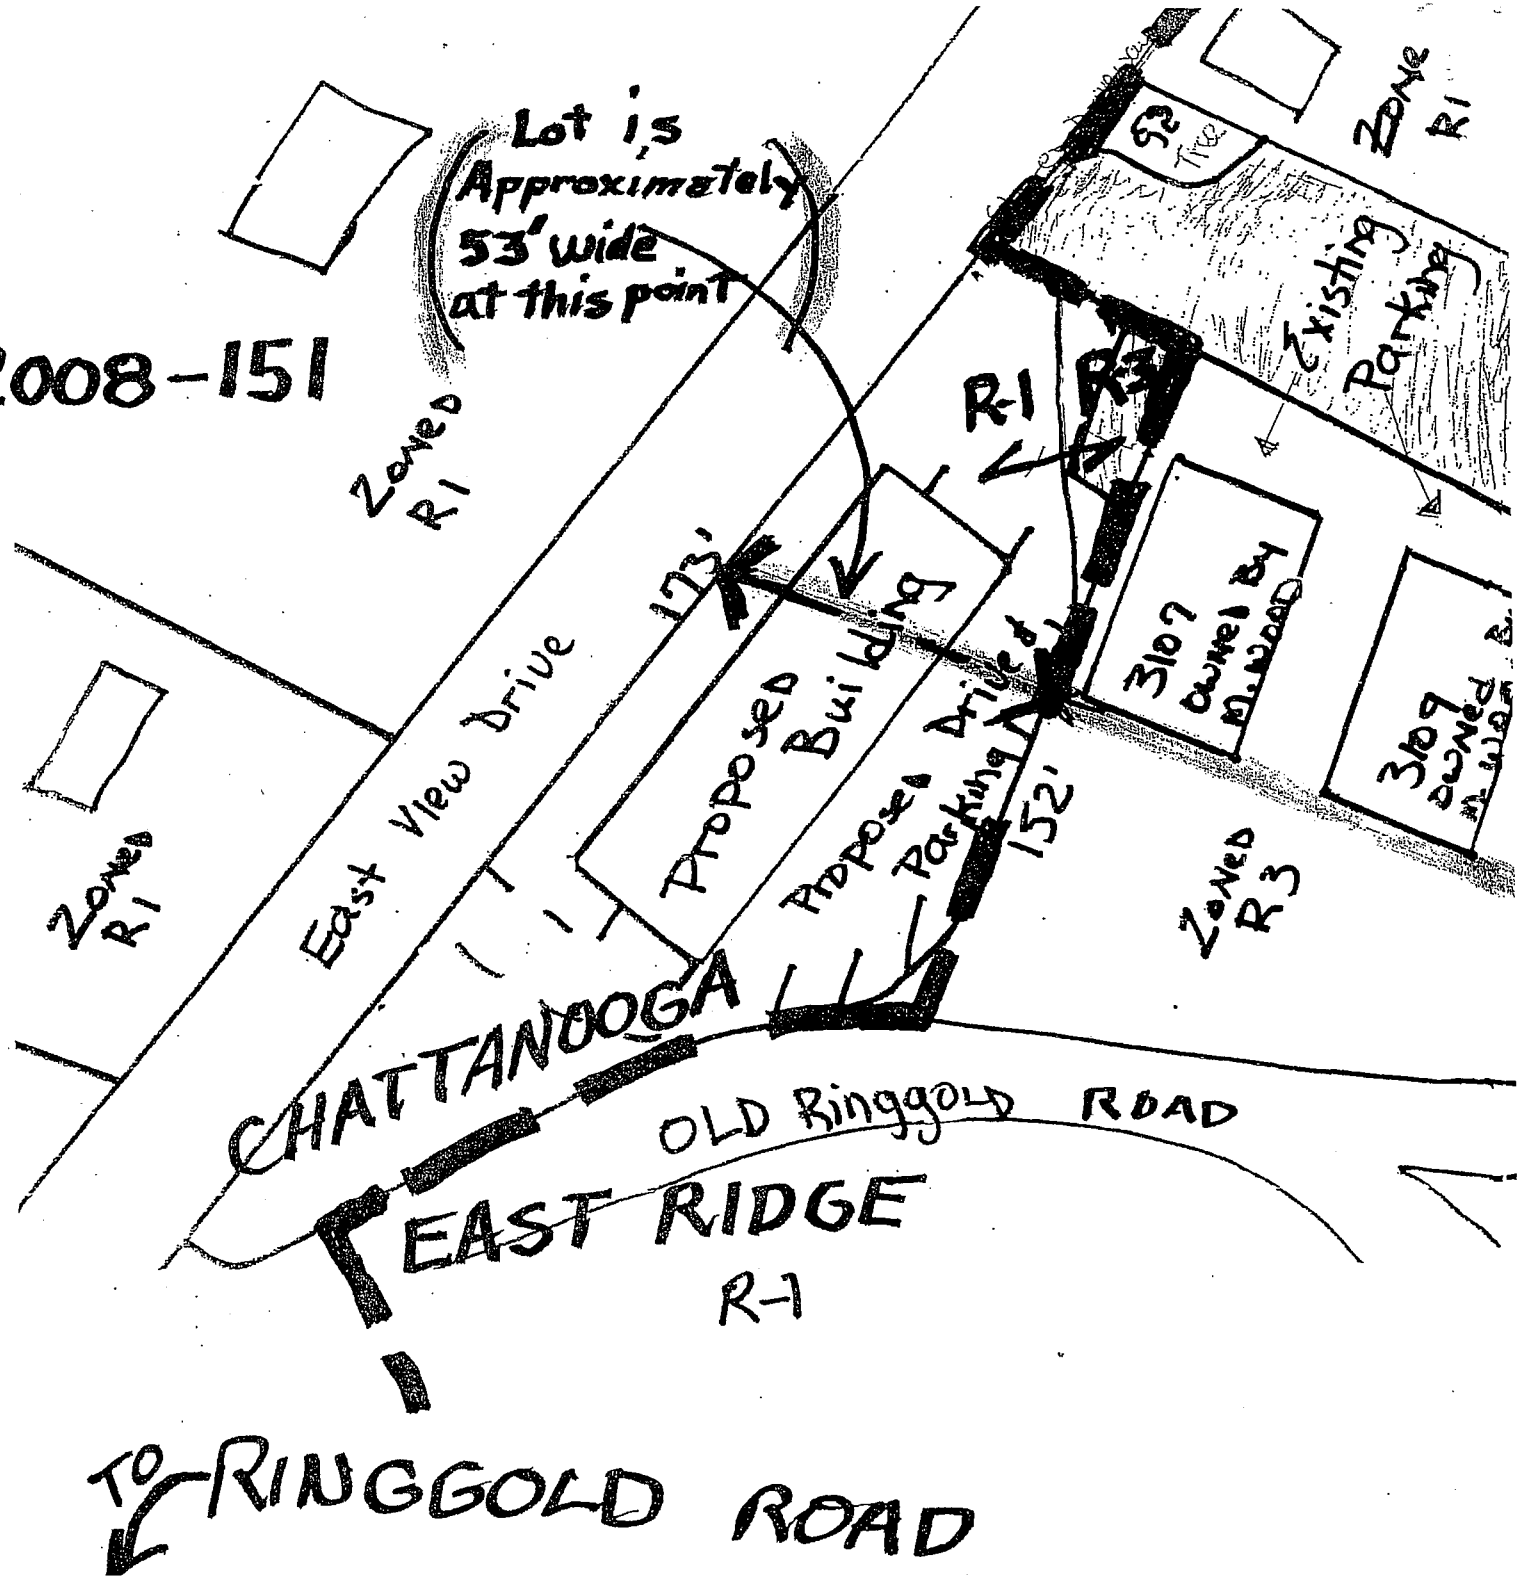 Lot is
Approximately
53' wide
at this point
2008-151
ZONE
R1
Tree
Existing
Parking
R-1
R-3
ZONED
R1
173'
3107
OWNED By
M. WOOD
3109
OWNED
Proposed
Building
Proposed Drive &
Parking
152'
East View Drive
ZONED
R1
ZONED
R3
CHATTANOOGA
OLD Ringgold ROAD
EAST RIDGE
R-1
TO RINGGOLD ROAD